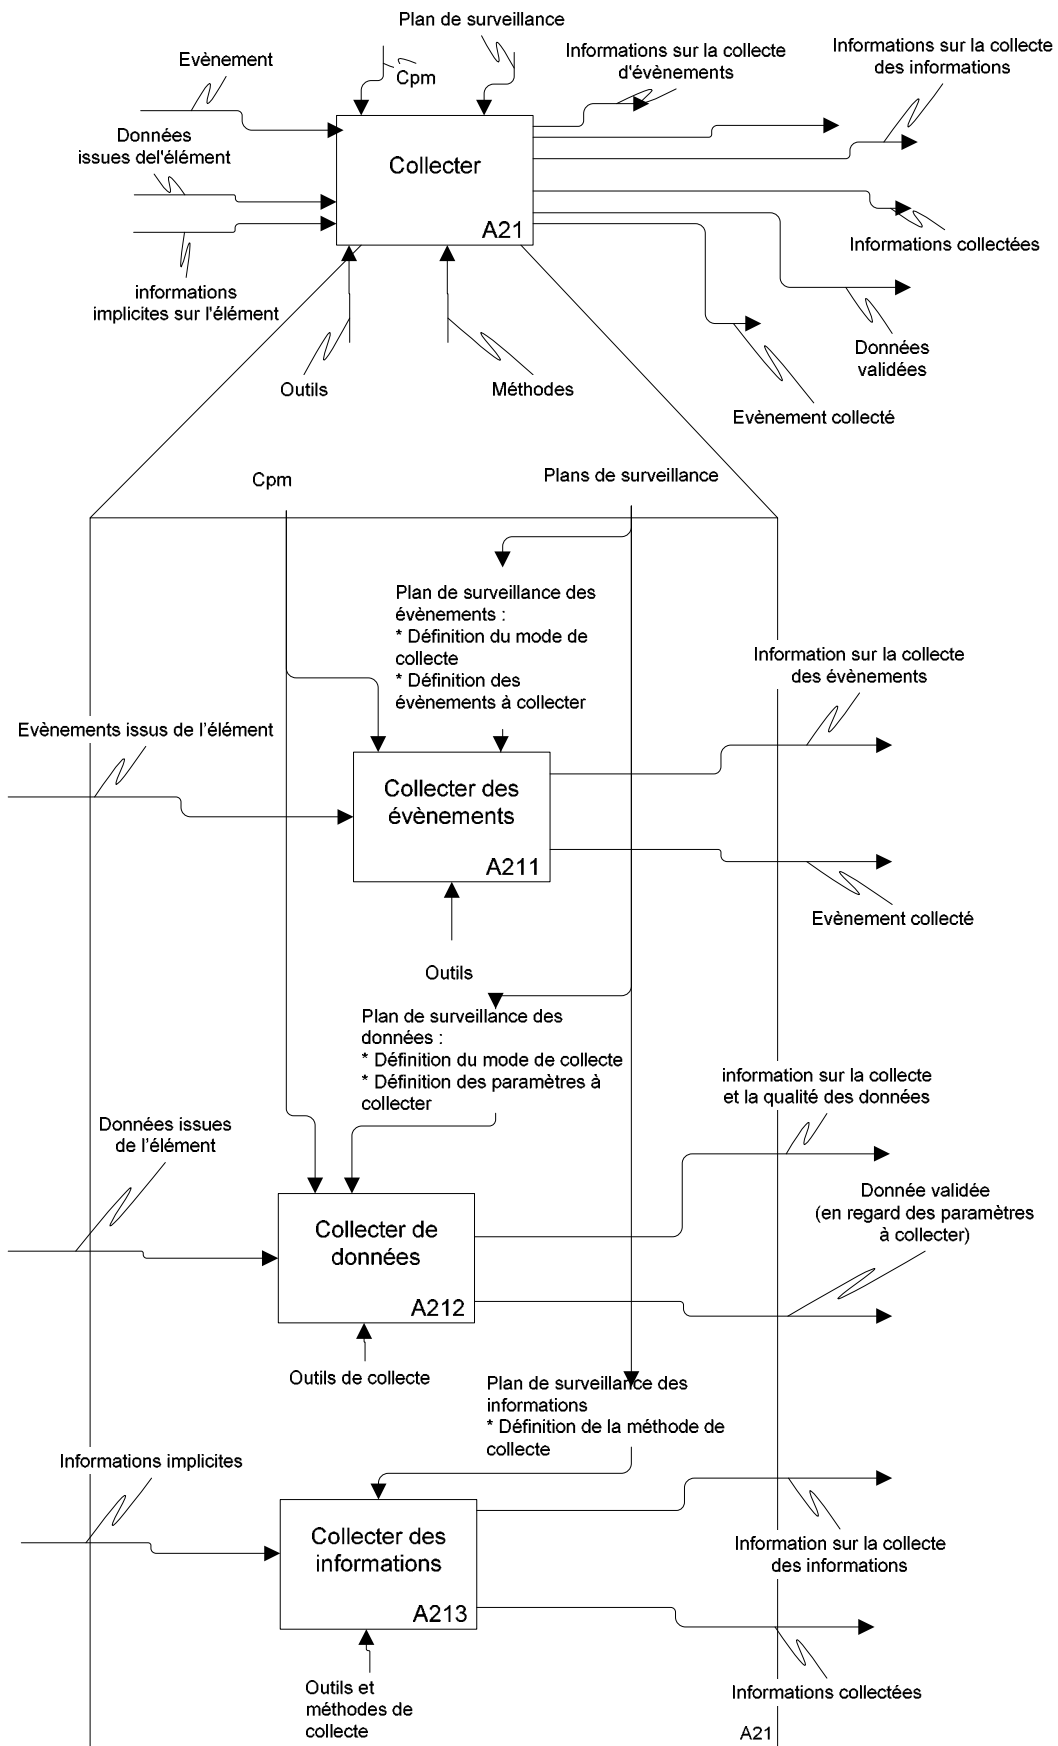 Plan de surveillance
Evènement
Cpm
Informations sur la collecte
d'évènements
Informations sur la collecte
des informations
Données
issues del'élément
Collecter
A21
informations
implicites sur l'élément
Informations collectées
Outils
Méthodes
Données
validées
Evènement collecté
Cpm
Plans de surveillance
Plan de surveillance des
évènements :
* Définition du mode de
collecte
* Définition des
évènements à collecter
Information sur la collecte
des évènements
Evènements issus de l'élément
Collecter des
évènements
A211
Evènement collecté
Outils
Plan de surveillance des
données :
* Définition du mode de collecte
* Définition des paramètres à
collecter
information sur la collecte
et la qualité des données
Données issues
de l'élément
Donnée validée
(en regard des paramètres
à collecter)
Collecter de
données
A212
Outils de collecte
Plan de surveillance des
informations
* Définition de la méthode de
collecte
Informations implicites
Collecter des
informations
A213
Information sur la collecte
des informations
Outils et
méthodes de
collecte
Informations collectées
A21